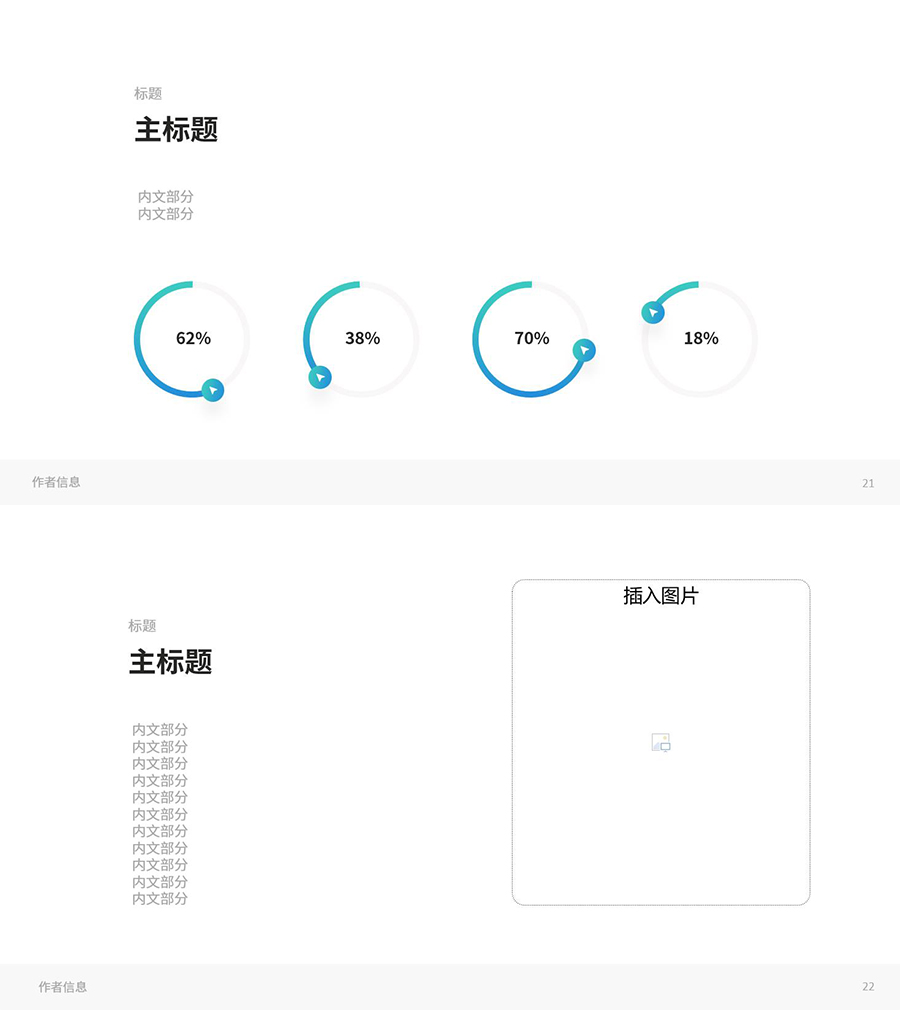 标题
主标题
内文部分
内文部分
62%
38%
70%
18%
作者信息
21
插入图片
标题
主标题
内文部分
内文部分
内文部分
内文部分
内文部分
内文部分
内文部分
内文部分
内文部分
内文部分
内文部分
作者信息
22